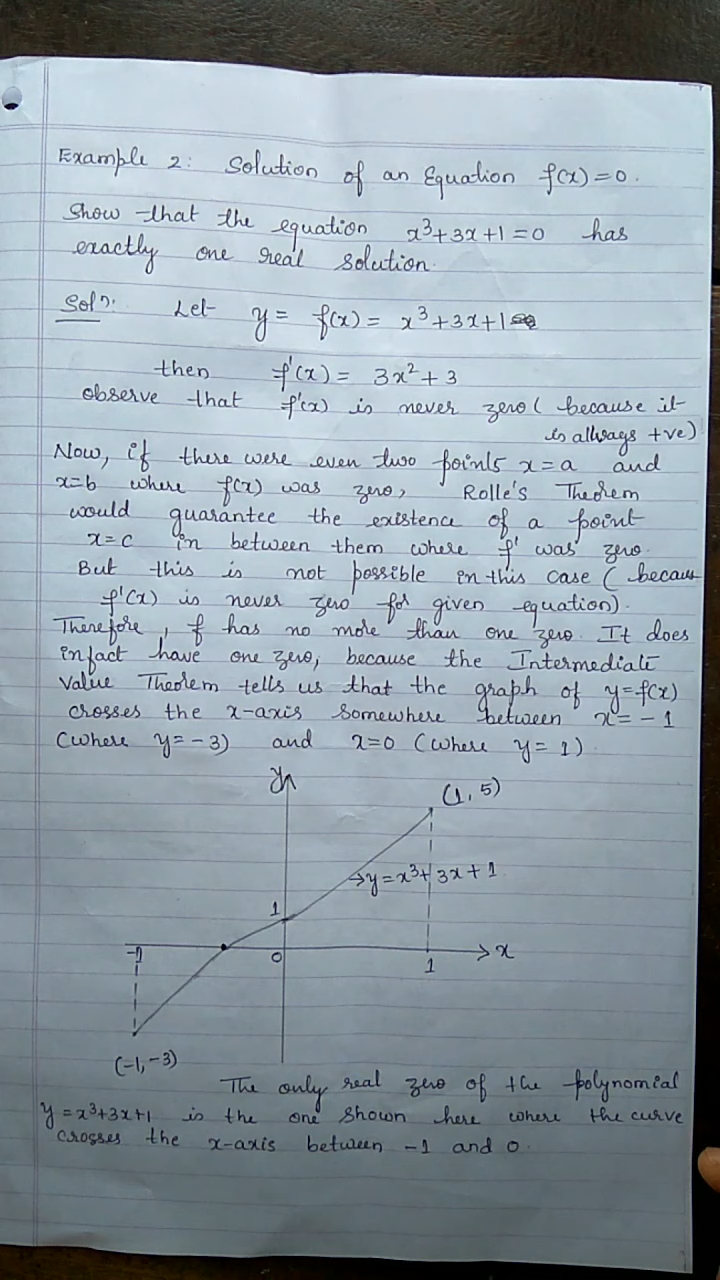 Example 2: Solution of an Equation f(x)=0.
Show that the equation x³+3x+1=0 has
exactly one real solution.
Solⁿ: Let y = f(x) = x³+3x+1
then f'(x) = 3x²+3
observe that f'(x) is never zero (because it
is allways +ve)
Now, if there were even two points x=a and
x=b where f(x) was zero, Rolle's Theorem
would guarantee the existence of a point
x=c in between them where f' was zero.
But this is not possible in this case (becaus
f'(x) is never zero for given equation).
Therefore, f has no more than one zero. It does
infact have one zero, because the Intermediate
Value Theorem tells us that the graph of y=f(x)
crosses the x-axis somewhere between x=-1
(where y=-3) and x=0 (where y=1)
y
(1, 5)
→y=x³+3x+1.
1
-1 0 1 x
(-1,-3)
The only real zero of the polynomial
y=x³+3x+1 is the one shown here where the curve
crosses the x-axis between -1 and 0.